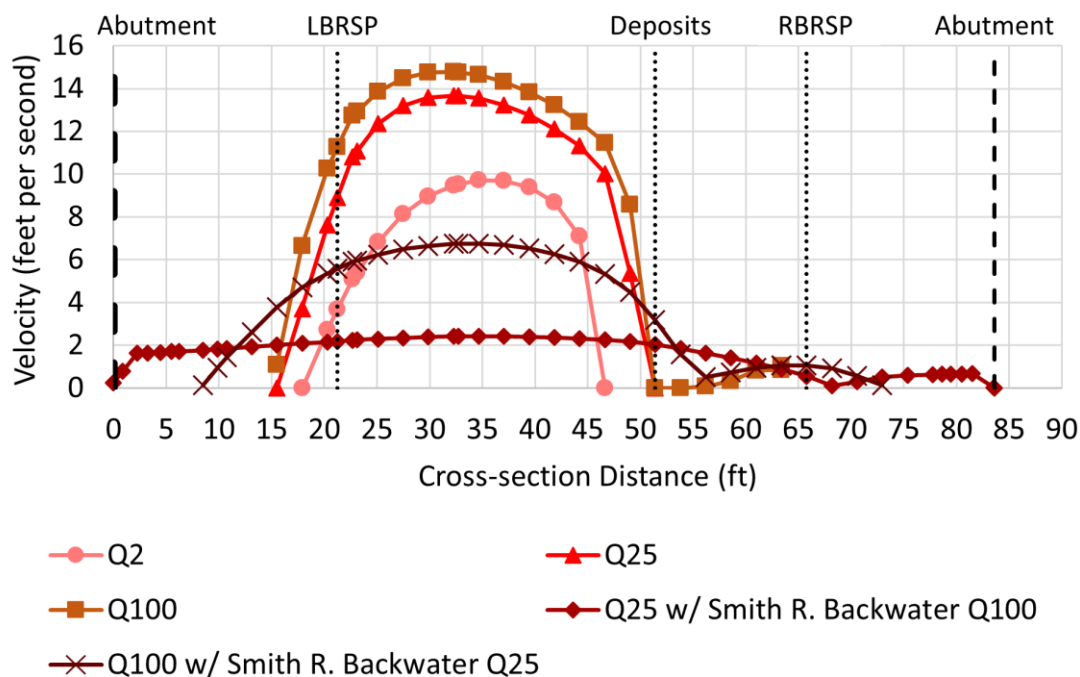 Abutment LBRSP Deposits RBRSP Abutment
16
14
12
10
8
6
4
2
0
Velocity (feet per second)
0 5 10 15 20 25 30 35 40 45 50 55 60 65 70 75 80 85 90
Cross-section Distance (ft)
Q2 Q25
Q100 Q25 w/ Smith R. Backwater Q100
Q100 w/ Smith R. Backwater Q25